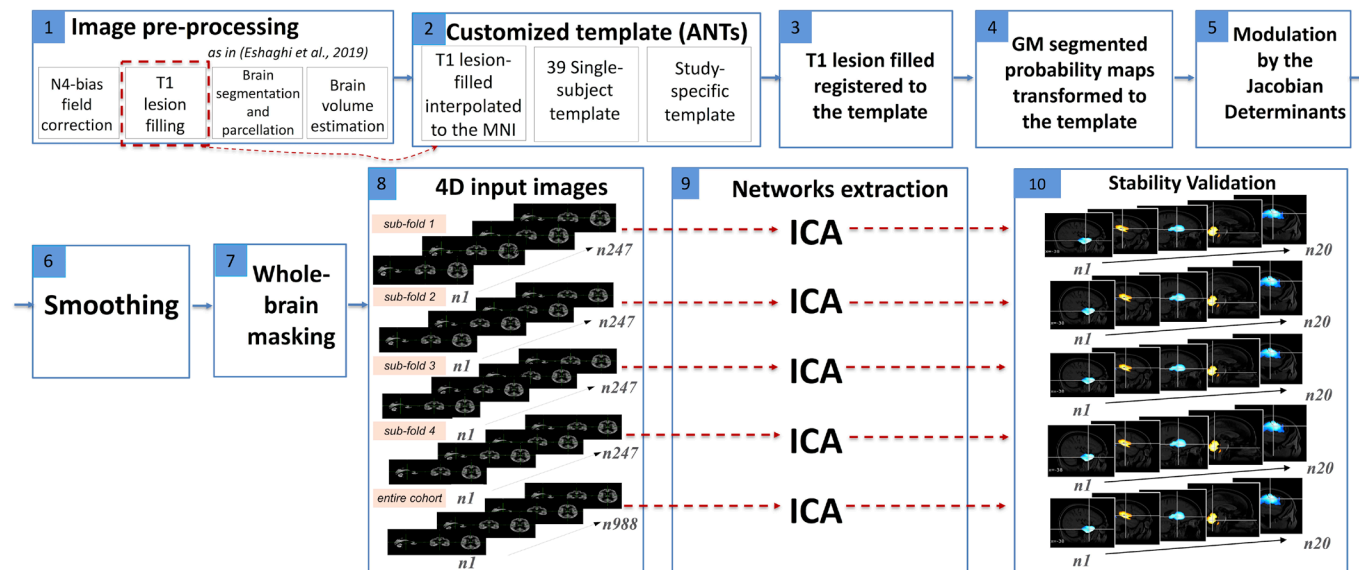 1 Image pre-processing
as in (Eshaghi et al., 2019)
N4-bias
field
correction
T1
lesion
filling
Brain
segmentation
and
parcellation
Brain
volume
estimation
2 Customized template (ANTs)
T1 lesion-
filled
interpolated
to the MNI
39 Single-
subject
template
Study-
specific
template
3
T1 lesion filled
registered to
the template
4
GM segmented
probability maps
transformed to
the template
5
Modulation
by the
Jacobian
Determinants
6
Smoothing
7
Whole-
brain
masking
8 4D input images
sub-fold 1
n1
n247
sub-fold 2
n1
n247
sub-fold 3
n1
n247
sub-fold 4
n1
n247
entire cohort
n1
n988
9 Networks extraction
ICA
ICA
ICA
ICA
ICA
10 Stability Validation
n1
n20
n1
n20
n1
n20
n1
n20
n1
n20